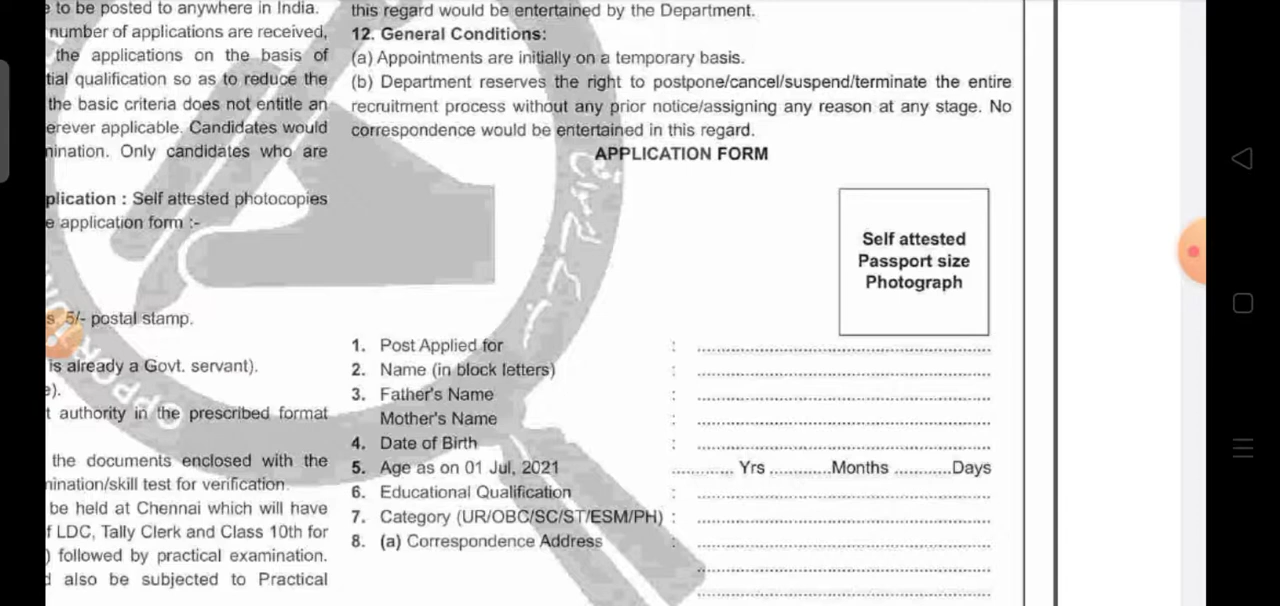 to be posted to anywhere in India.
number of applications are received,
the applications on the basis of
tial qualification so as to reduce the
the basic criteria does not entitle an
erever applicable. Candidates would
nination. Only candidates who are
plication : Self attested photocopies
e application form :-
s. 5/- postal stamp.
is already a Govt. servant).
e).
t authority in the prescribed format
the documents enclosed with the
nination/skill test for verification.
be held at Chennai which will have
f LDC, Tally Clerk and Class 10th for
) followed by practical examination.
also be subjected to Practical
this regard would be entertained by the Department.
12. General Conditions:
(a) Appointments are initially on a temporary basis.
(b) Department reserves the right to postpone/cancel/suspend/terminate the entire
recruitment process without any prior notice/assigning any reason at any stage. No
correspondence would be entertained in this regard.
APPLICATION FORM
Self attested
Passport size
Photograph
1. Post Applied for :
2. Name (in block letters) :
3. Father's Name :
Mother's Name :
4. Date of Birth :
5. Age as on 01 Jul, 2021 ............ Yrs ............Months ...........Days
6. Educational Qualification :
7. Category (UR/OBC/SC/ST/ESM/PH) :
8. (a) Correspondence Address :
OPPORT